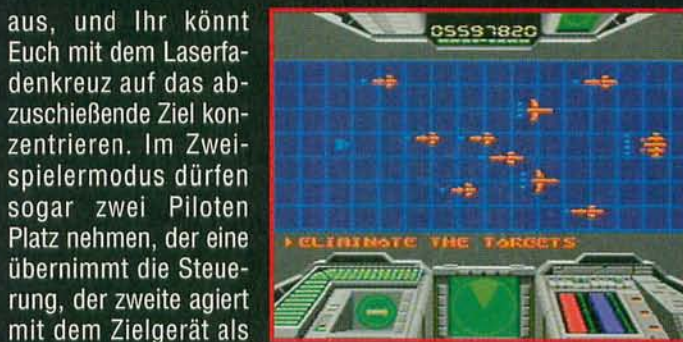 aus, und Ihr könnt
Euch mit dem Laserfa-
denkreuz auf das ab-
zuschießende Ziel kon-
zentrieren. Im Zwei-
spielermodus dürfen
sogar zwei Piloten
Platz nehmen, der eine
übernimmt die Steue-
rung, der zweite agiert
mit dem Zielgerät als
05597820
ELIMINATE THE TARGETS